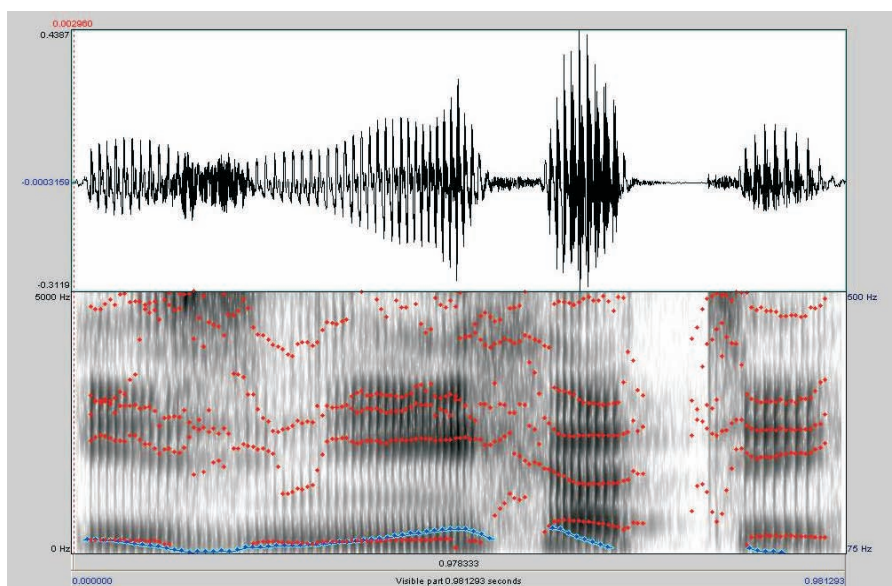 0.002960
0.4387
-0.0003159
-0.3119
5000 Hz
500 Hz
0 Hz
75 Hz
0.978333
0.000000
Visible part 0.981293 seconds
0.981293